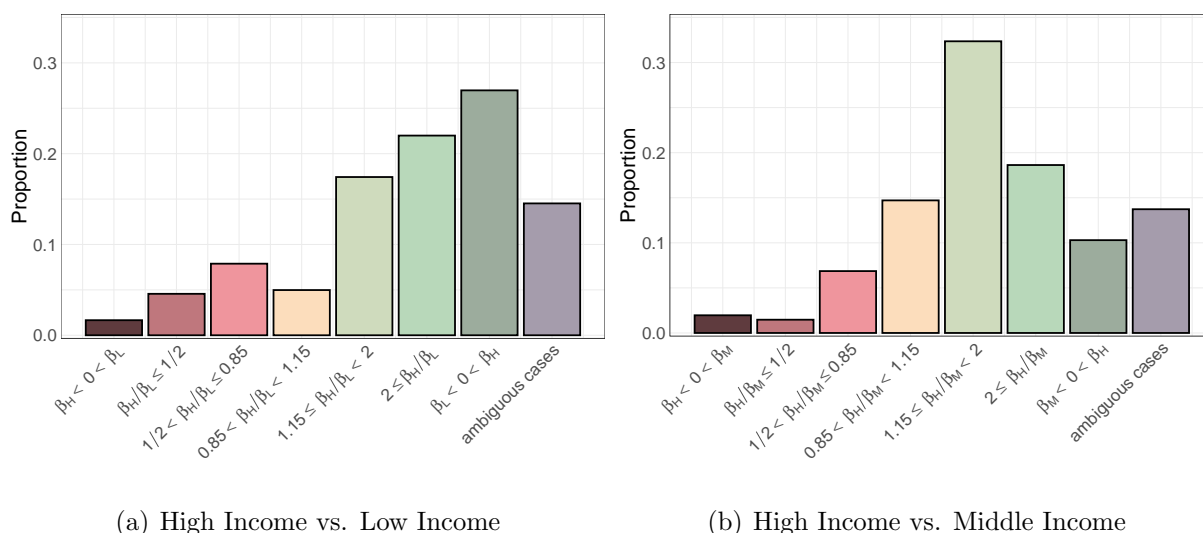 Proportion
0.3
0.2
0.1
0.0
β_H < 0 < β_L
β_H/β_L ≤ 1/2
1/2 < β_H/β_L ≤ 0.85
0.85 < β_H/β_L < 1.15
1.15 ≤ β_H/β_L < 2
2 ≤ β_H/β_L
β_L < 0 < β_H
ambiguous cases
(a) High Income vs. Low Income
Proportion
0.3
0.2
0.1
0.0
β_H < 0 < β_M
β_H/β_M ≤ 1/2
1/2 < β_H/β_M ≤ 0.85
0.85 < β_H/β_M < 1.15
1.15 ≤ β_H/β_M < 2
2 ≤ β_H/β_M
β_M < 0 < β_H
ambiguous cases
(b) High Income vs. Middle Income